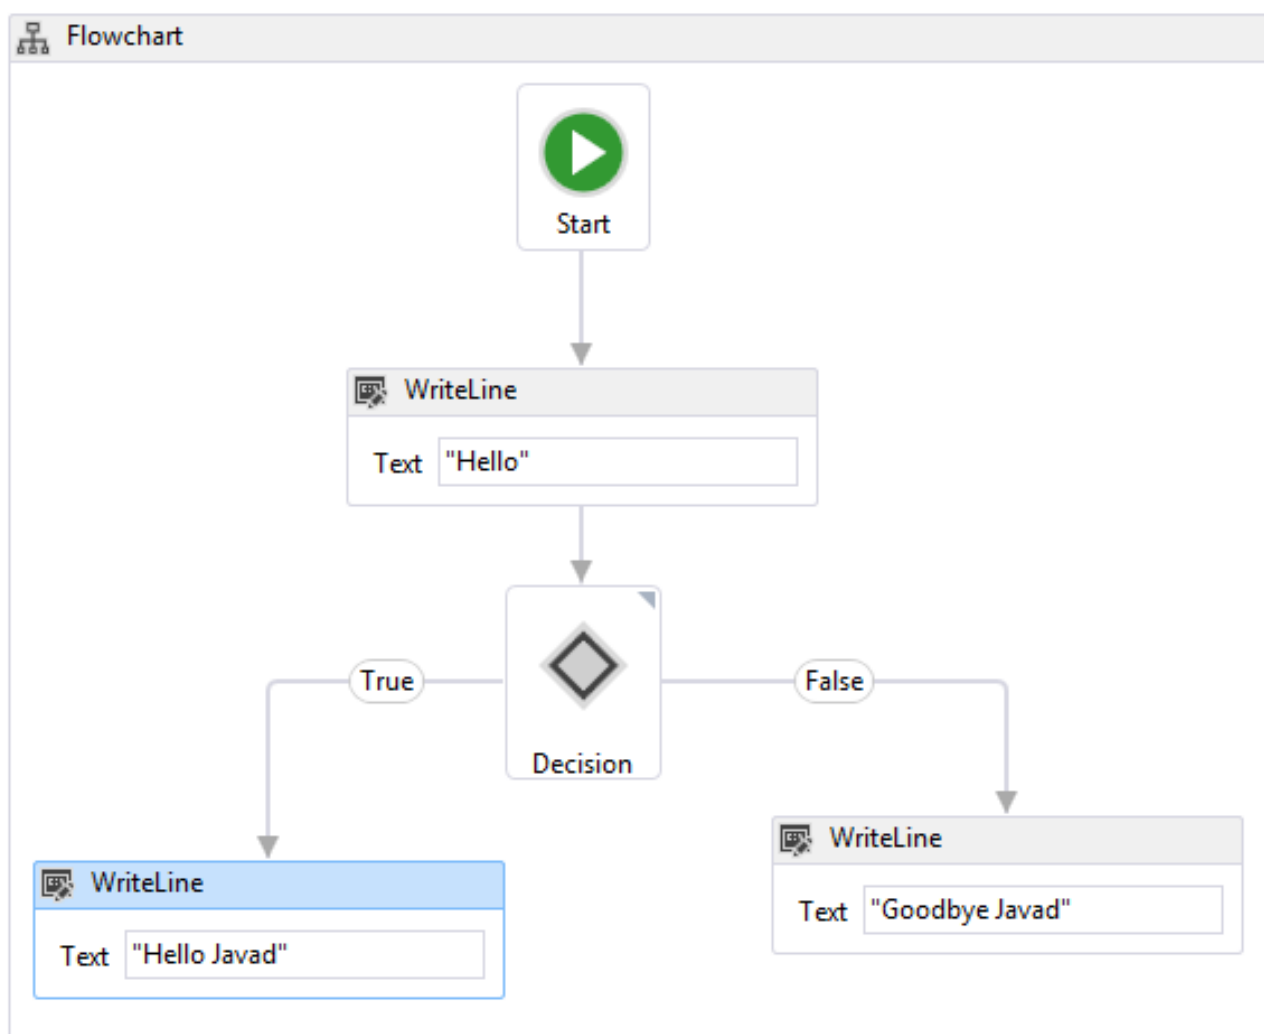 Flowchart
Start
WriteLine
Text "Hello"
True
False
Decision
WriteLine
Text "Goodbye Javad"
WriteLine
Text "Hello Javad"